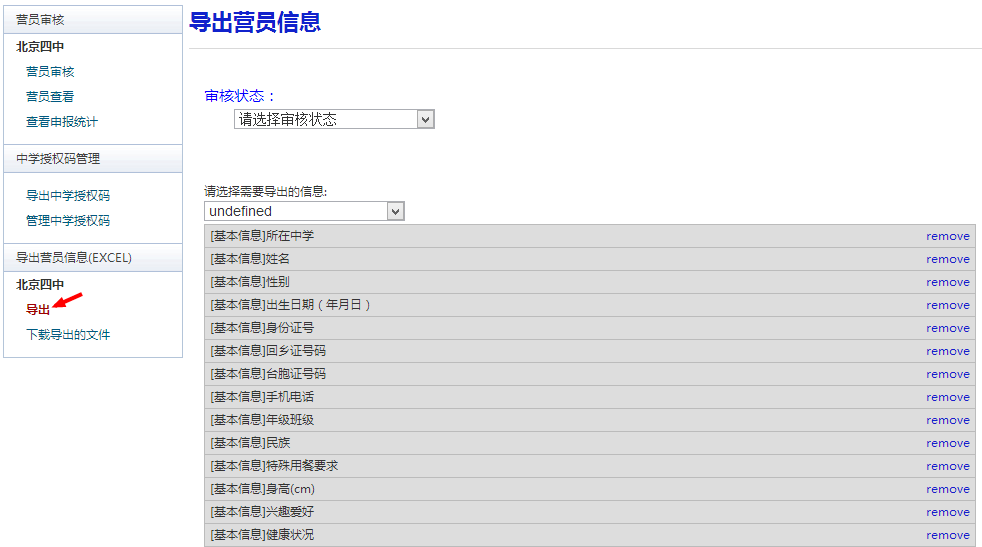 营员审核
北京四中
营员审核
营员查看
查看申报统计
中学授权码管理
导出中学授权码
管理中学授权码
导出营员信息(EXCEL)
北京四中
导出
下载导出的文件
导出营员信息
审核状态：
请选择审核状态
请选择需要导出的信息:
undefined
[基本信息]所在中学 remove
[基本信息]姓名 remove
[基本信息]性别 remove
[基本信息]出生日期（年月日） remove
[基本信息]身份证号 remove
[基本信息]回乡证号码 remove
[基本信息]台胞证号码 remove
[基本信息]手机电话 remove
[基本信息]年级班级 remove
[基本信息]民族 remove
[基本信息]特殊用餐要求 remove
[基本信息]身高(cm) remove
[基本信息]兴趣爱好 remove
[基本信息]健康状况 remove